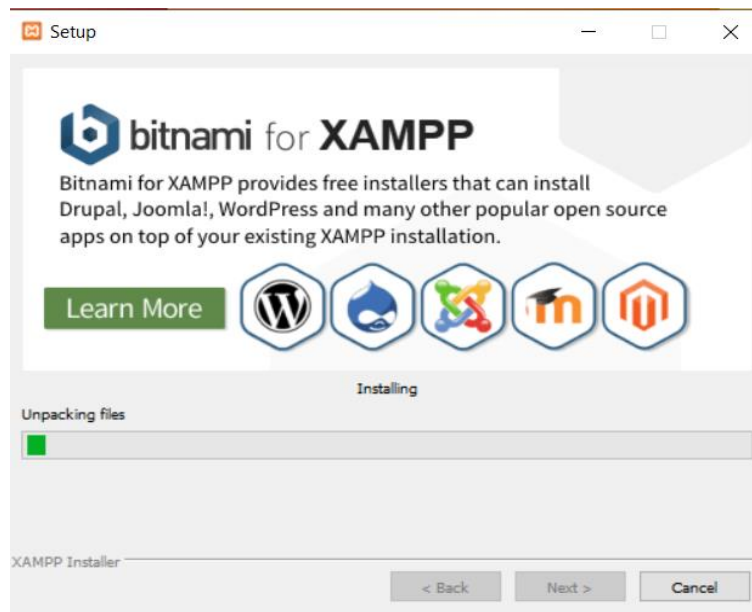 Setup
bitnami for XAMPP
Bitnami for XAMPP provides free installers that can install
Drupal, Joomla!, WordPress and many other popular open source
apps on top of your existing XAMPP installation.
Learn More
Installing
Unpacking files
XAMPP Installer
< Back
Next >
Cancel